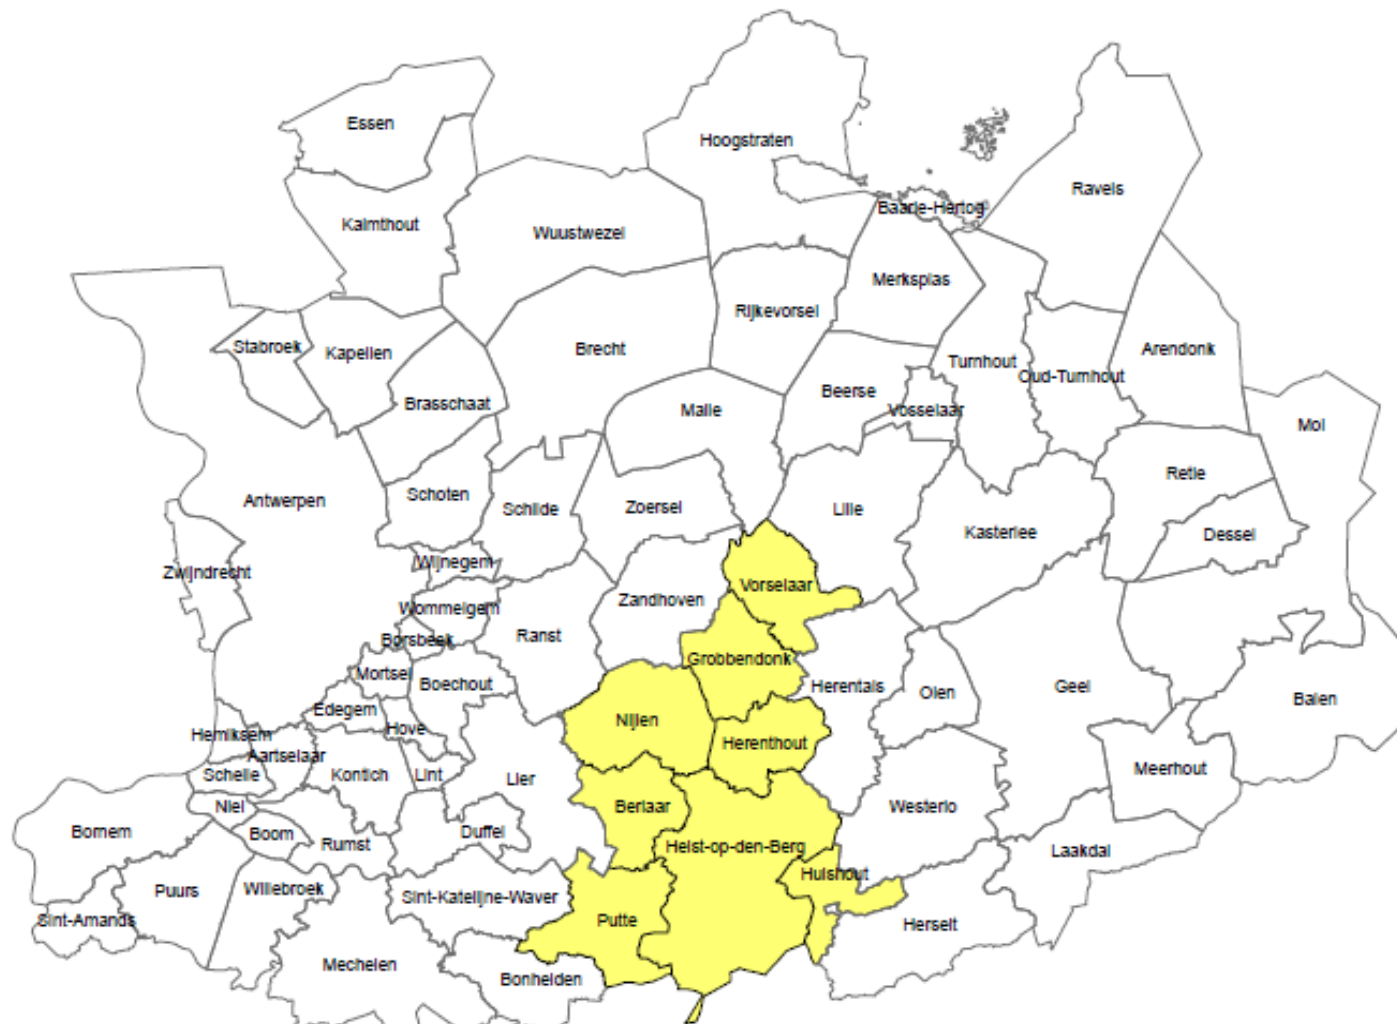 Essen
Hoogstraten
Ravels
Baarle-Hertog
Kalmthout
Wuustwezel
Merksplas
Rijkevorsel
Stabroek
Kapellen
Brecht
Turnhout
Arendonk
Oud-Turnhout
Beerse
Brasschaat
Malle
Vosselaar
Mol
Retie
Schoten
Antwerpen
Schilde
Zoersel
Lille
Kasterlee
Dessel
Wijnegem
Zwijndrecht
Vorselaar
Wommelgem
Zandhoven
Borsbeek
Ranst
Grobbendonk
Mortsel
Boechout
Herentals
Olen
Geel
Balen
Edegem
Hove
Nijlen
Hemiksem
Herenthout
Aartselaar
Schelle
Kontich
Lint
Lier
Meerhout
Niel
Berlaar
Westerlo
Bornem
Boom
Duffel
Rumst
Heist-op-den-Berg
Laakdal
Hulshout
Puurs
Willebroek
Sint-Katelijne-Waver
Sint-Amands
Putte
Herselt
Mechelen
Bonheiden